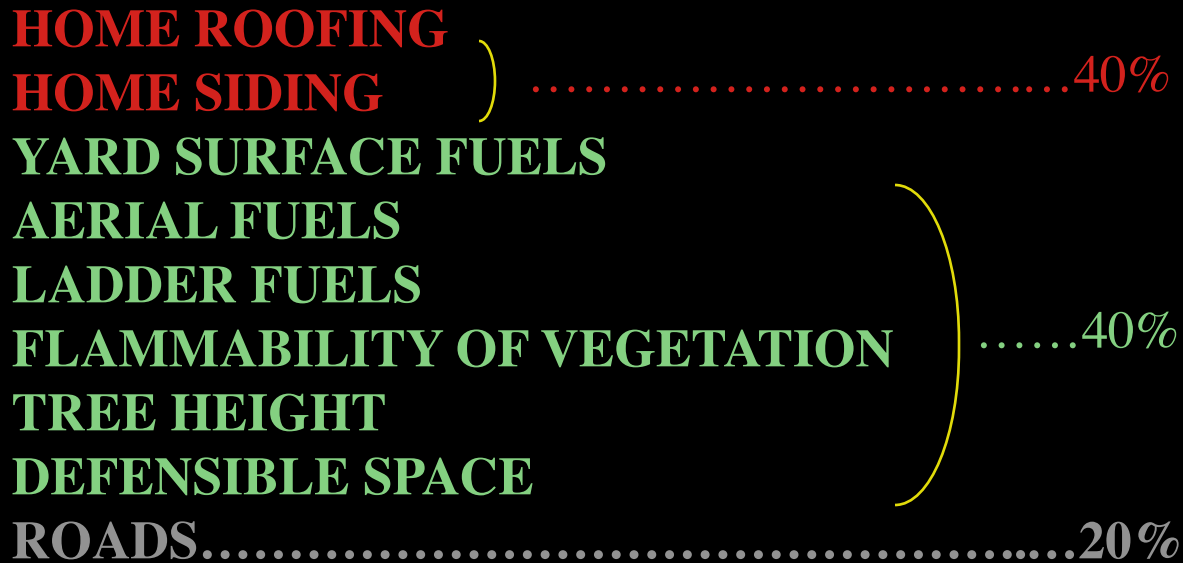 HOME ROOFING
HOME SIDING ……………………………...40%
YARD SURFACE FUELS
AERIAL FUELS
LADDER FUELS
FLAMMABILITY OF VEGETATION ……40%
TREE HEIGHT
DEFENSIBLE SPACE
ROADS…………………………………………...…20%